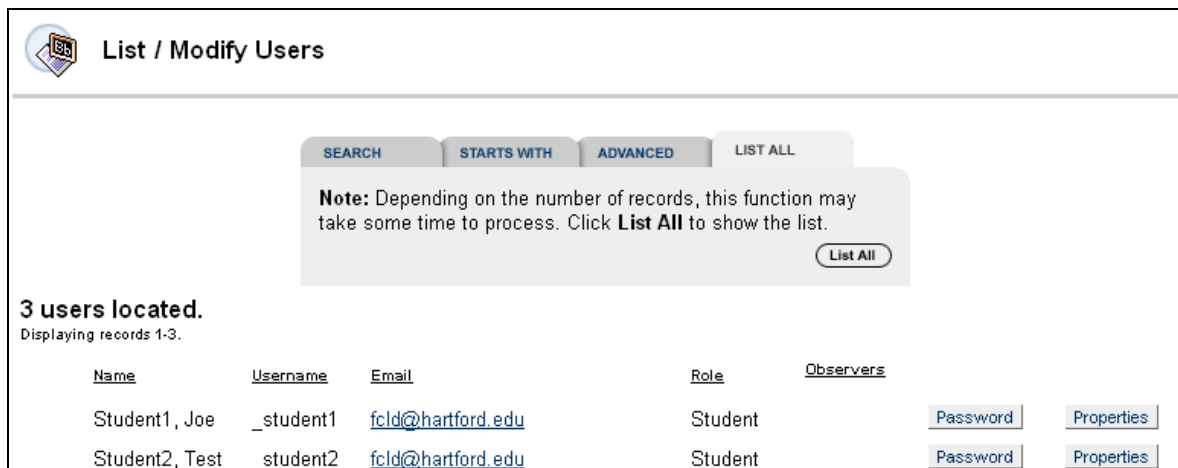 Bb
List / Modify Users
SEARCH STARTS WITH ADVANCED LIST ALL
Note: Depending on the number of records, this function may
take some time to process. Click List All to show the list.
List All
3 users located.
Displaying records 1-3.
Name Username Email Role Observers
Student1, Joe _student1 fcld@hartford.edu Student Password Properties
Student2, Test _student2 fcld@hartford.edu Student Password Properties